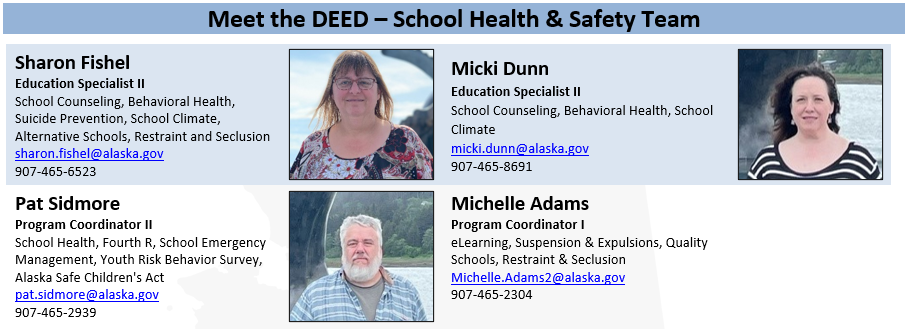 Meet the DEED – School Health & Safety Team
Sharon Fishel
Education Specialist II
School Counseling, Behavioral Health,
Suicide Prevention, School Climate,
Alternative Schools, Restraint and Seclusion
sharon.fishel@alaska.gov
907-465-6523
Micki Dunn
Education Specialist II
School Counseling, Behavioral Health, School
Climate
micki.dunn@alaska.gov
907-465-8691
Pat Sidmore
Program Coordinator II
School Health, Fourth R, School Emergency
Management, Youth Risk Behavior Survey,
Alaska Safe Children's Act
pat.sidmore@alaska.gov
907-465-2939
Michelle Adams
Program Coordinator I
eLearning, Suspension & Expulsions, Quality
Schools, Restraint & Seclusion
Michelle.Adams2@alaska.gov
907-465-2304